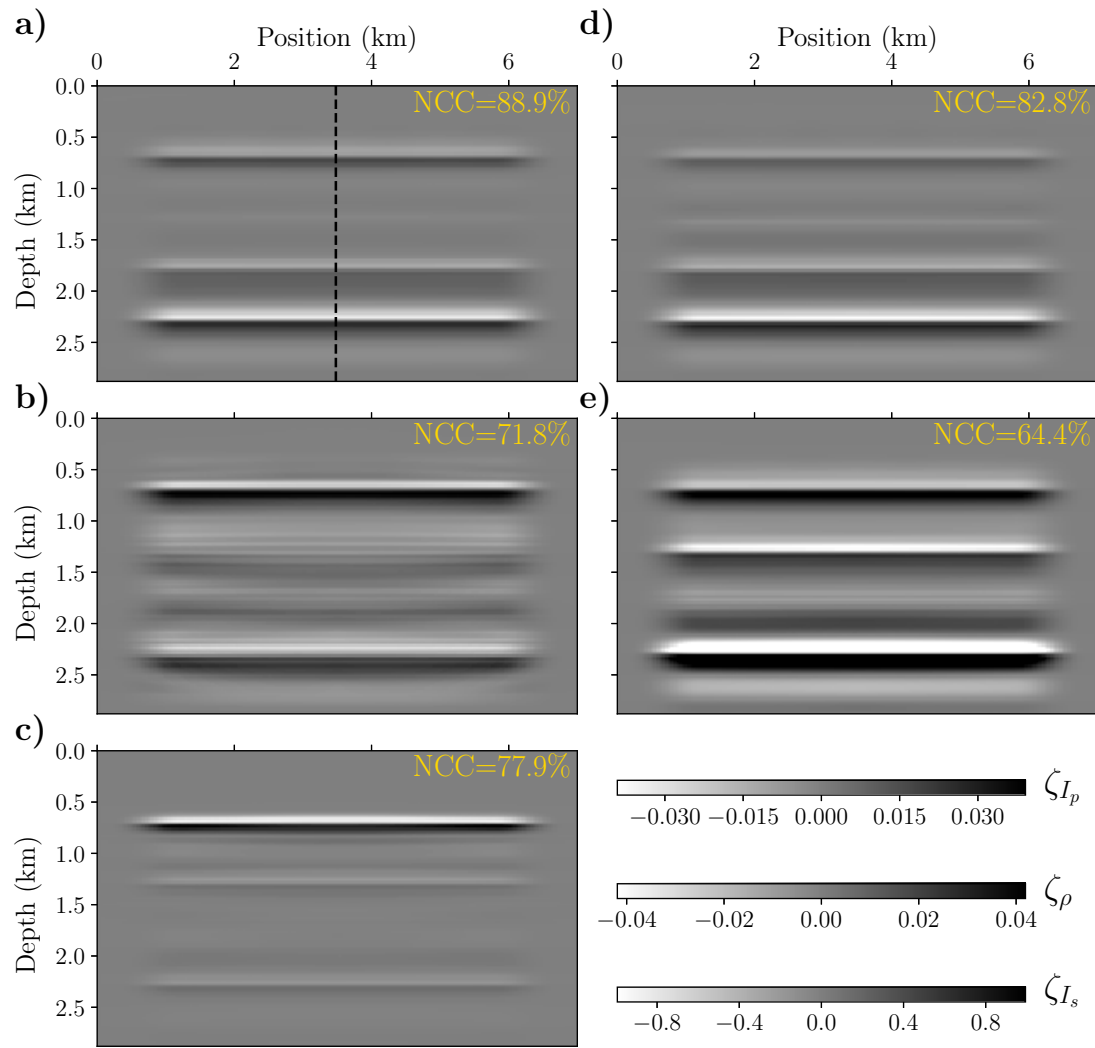 a)
Position (km)
0 2 4 6
0.0
0.5
1.0
1.5
2.0
2.5
Depth (km)
NCC=88.9%
d)
Position (km)
0 2 4 6
NCC=82.8%
b)
0.0
0.5
1.0
1.5
2.0
2.5
Depth (km)
NCC=71.8%
e)
NCC=64.4%
c)
0.0
0.5
1.0
1.5
2.0
2.5
Depth (km)
NCC=77.9%
ζ_{I_p}
−0.030 −0.015 0.000 0.015 0.030
ζ_ρ
−0.04 −0.02 0.00 0.02 0.04
ζ_{I_s}
−0.8 −0.4 0.0 0.4 0.8